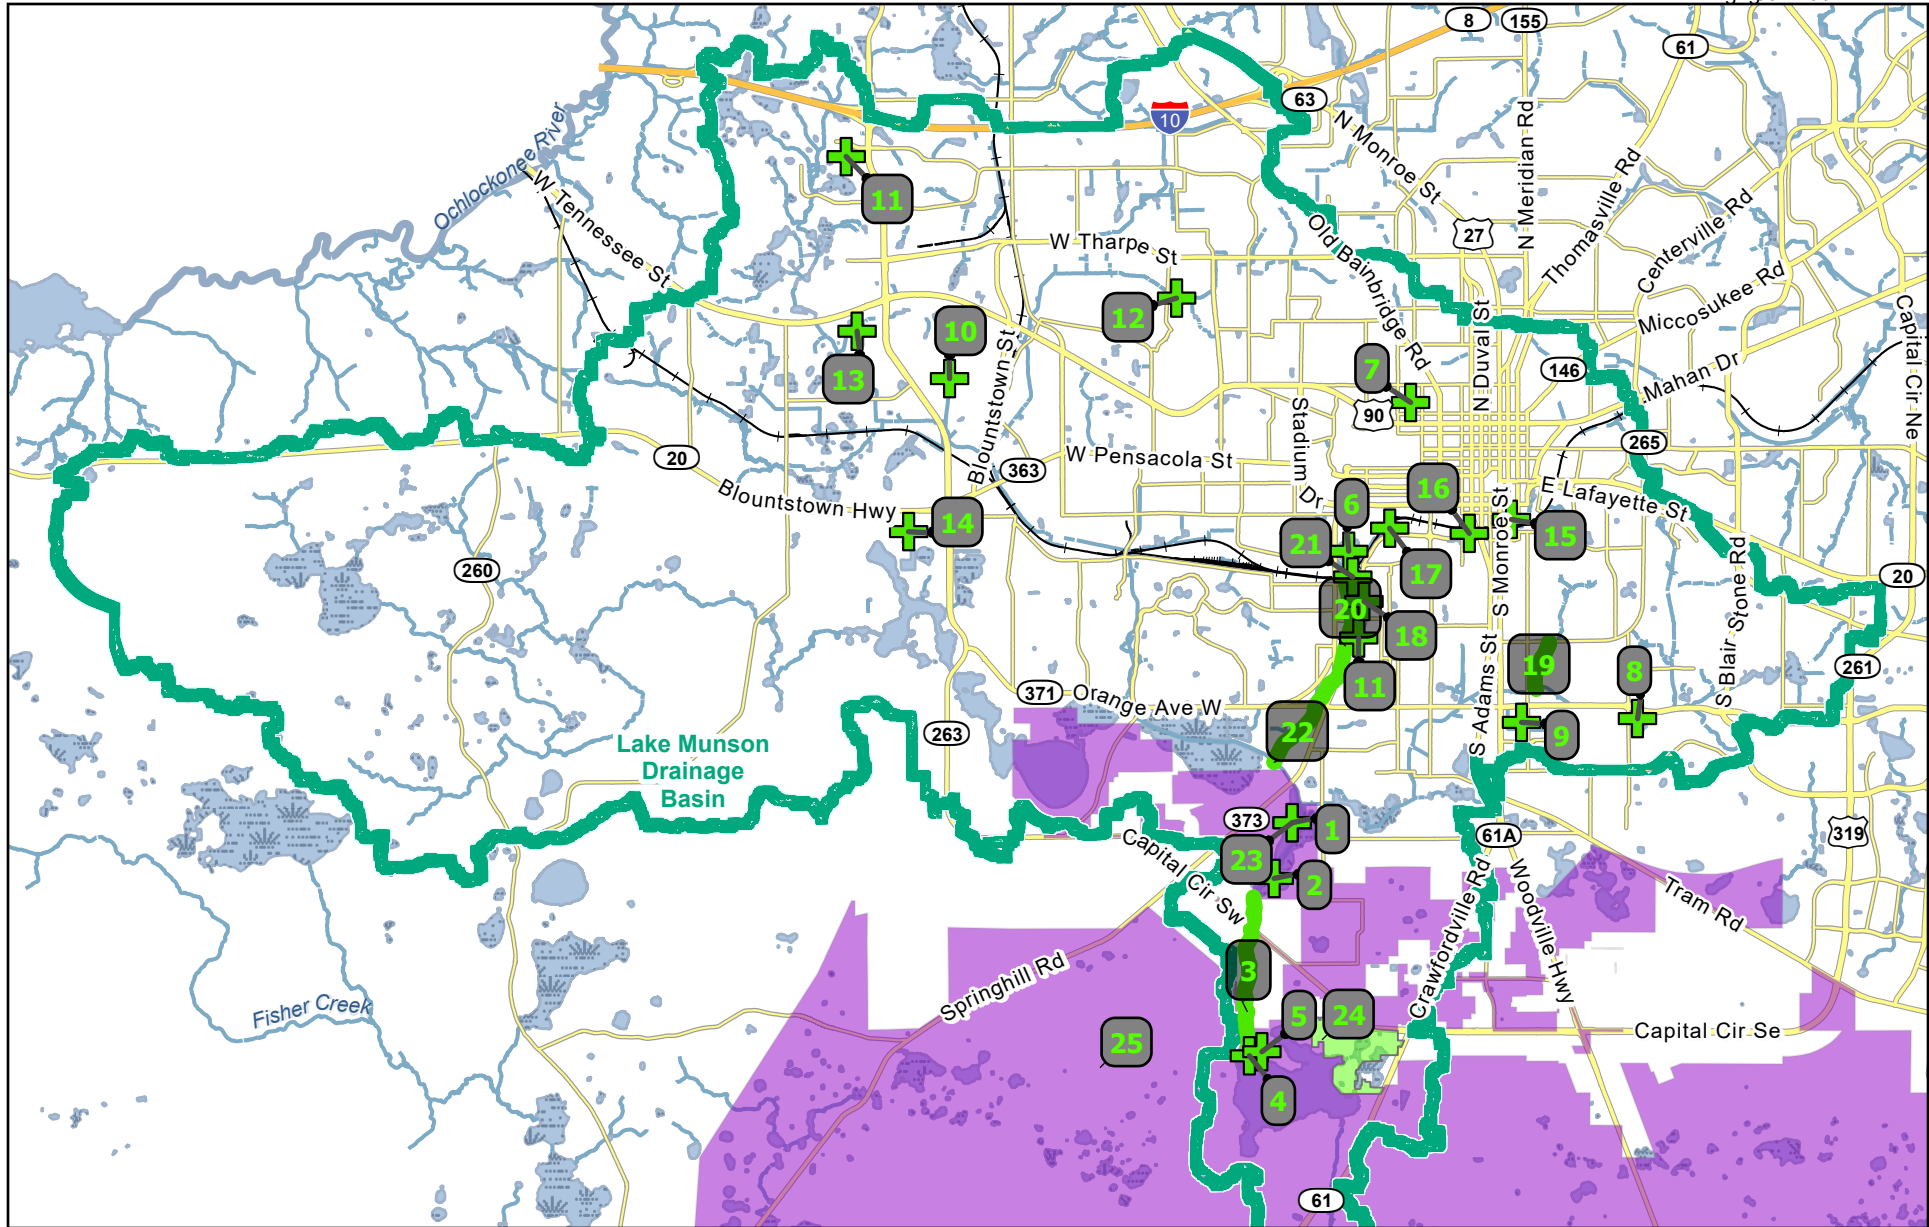 8
155
61
63
10
N Monroe St
N Meridian Rd
Ochlockonee River
W Tennessee St
11
27
Thomasville Rd
Centerville Rd
W Tharpe St
Old Bainbridge Rd
Miccosukee Rd
Capital Cir Ne
12
10
13
Blountstown St
7
90
N Duval St
146
Mahan Dr
Stadium Dr
265
20
363
W Pensacola St
Blountstown Hwy
14
6
16
E Lafayette St
21
15
17
260
20
S Monroe St
S Blair Stone Rd
20
18
19
8
261
11
371
Orange Ave W
22
S Adams St
9
263
Lake Munson
Drainage
Basin
373
1
61A
319
Capital Cir Sw
23
2
Crawfordville Rd
Woodville Hwy
Tram Rd
3
Springhill Rd
Fisher Creek
25
5
24
Capital Cir Se
4
61